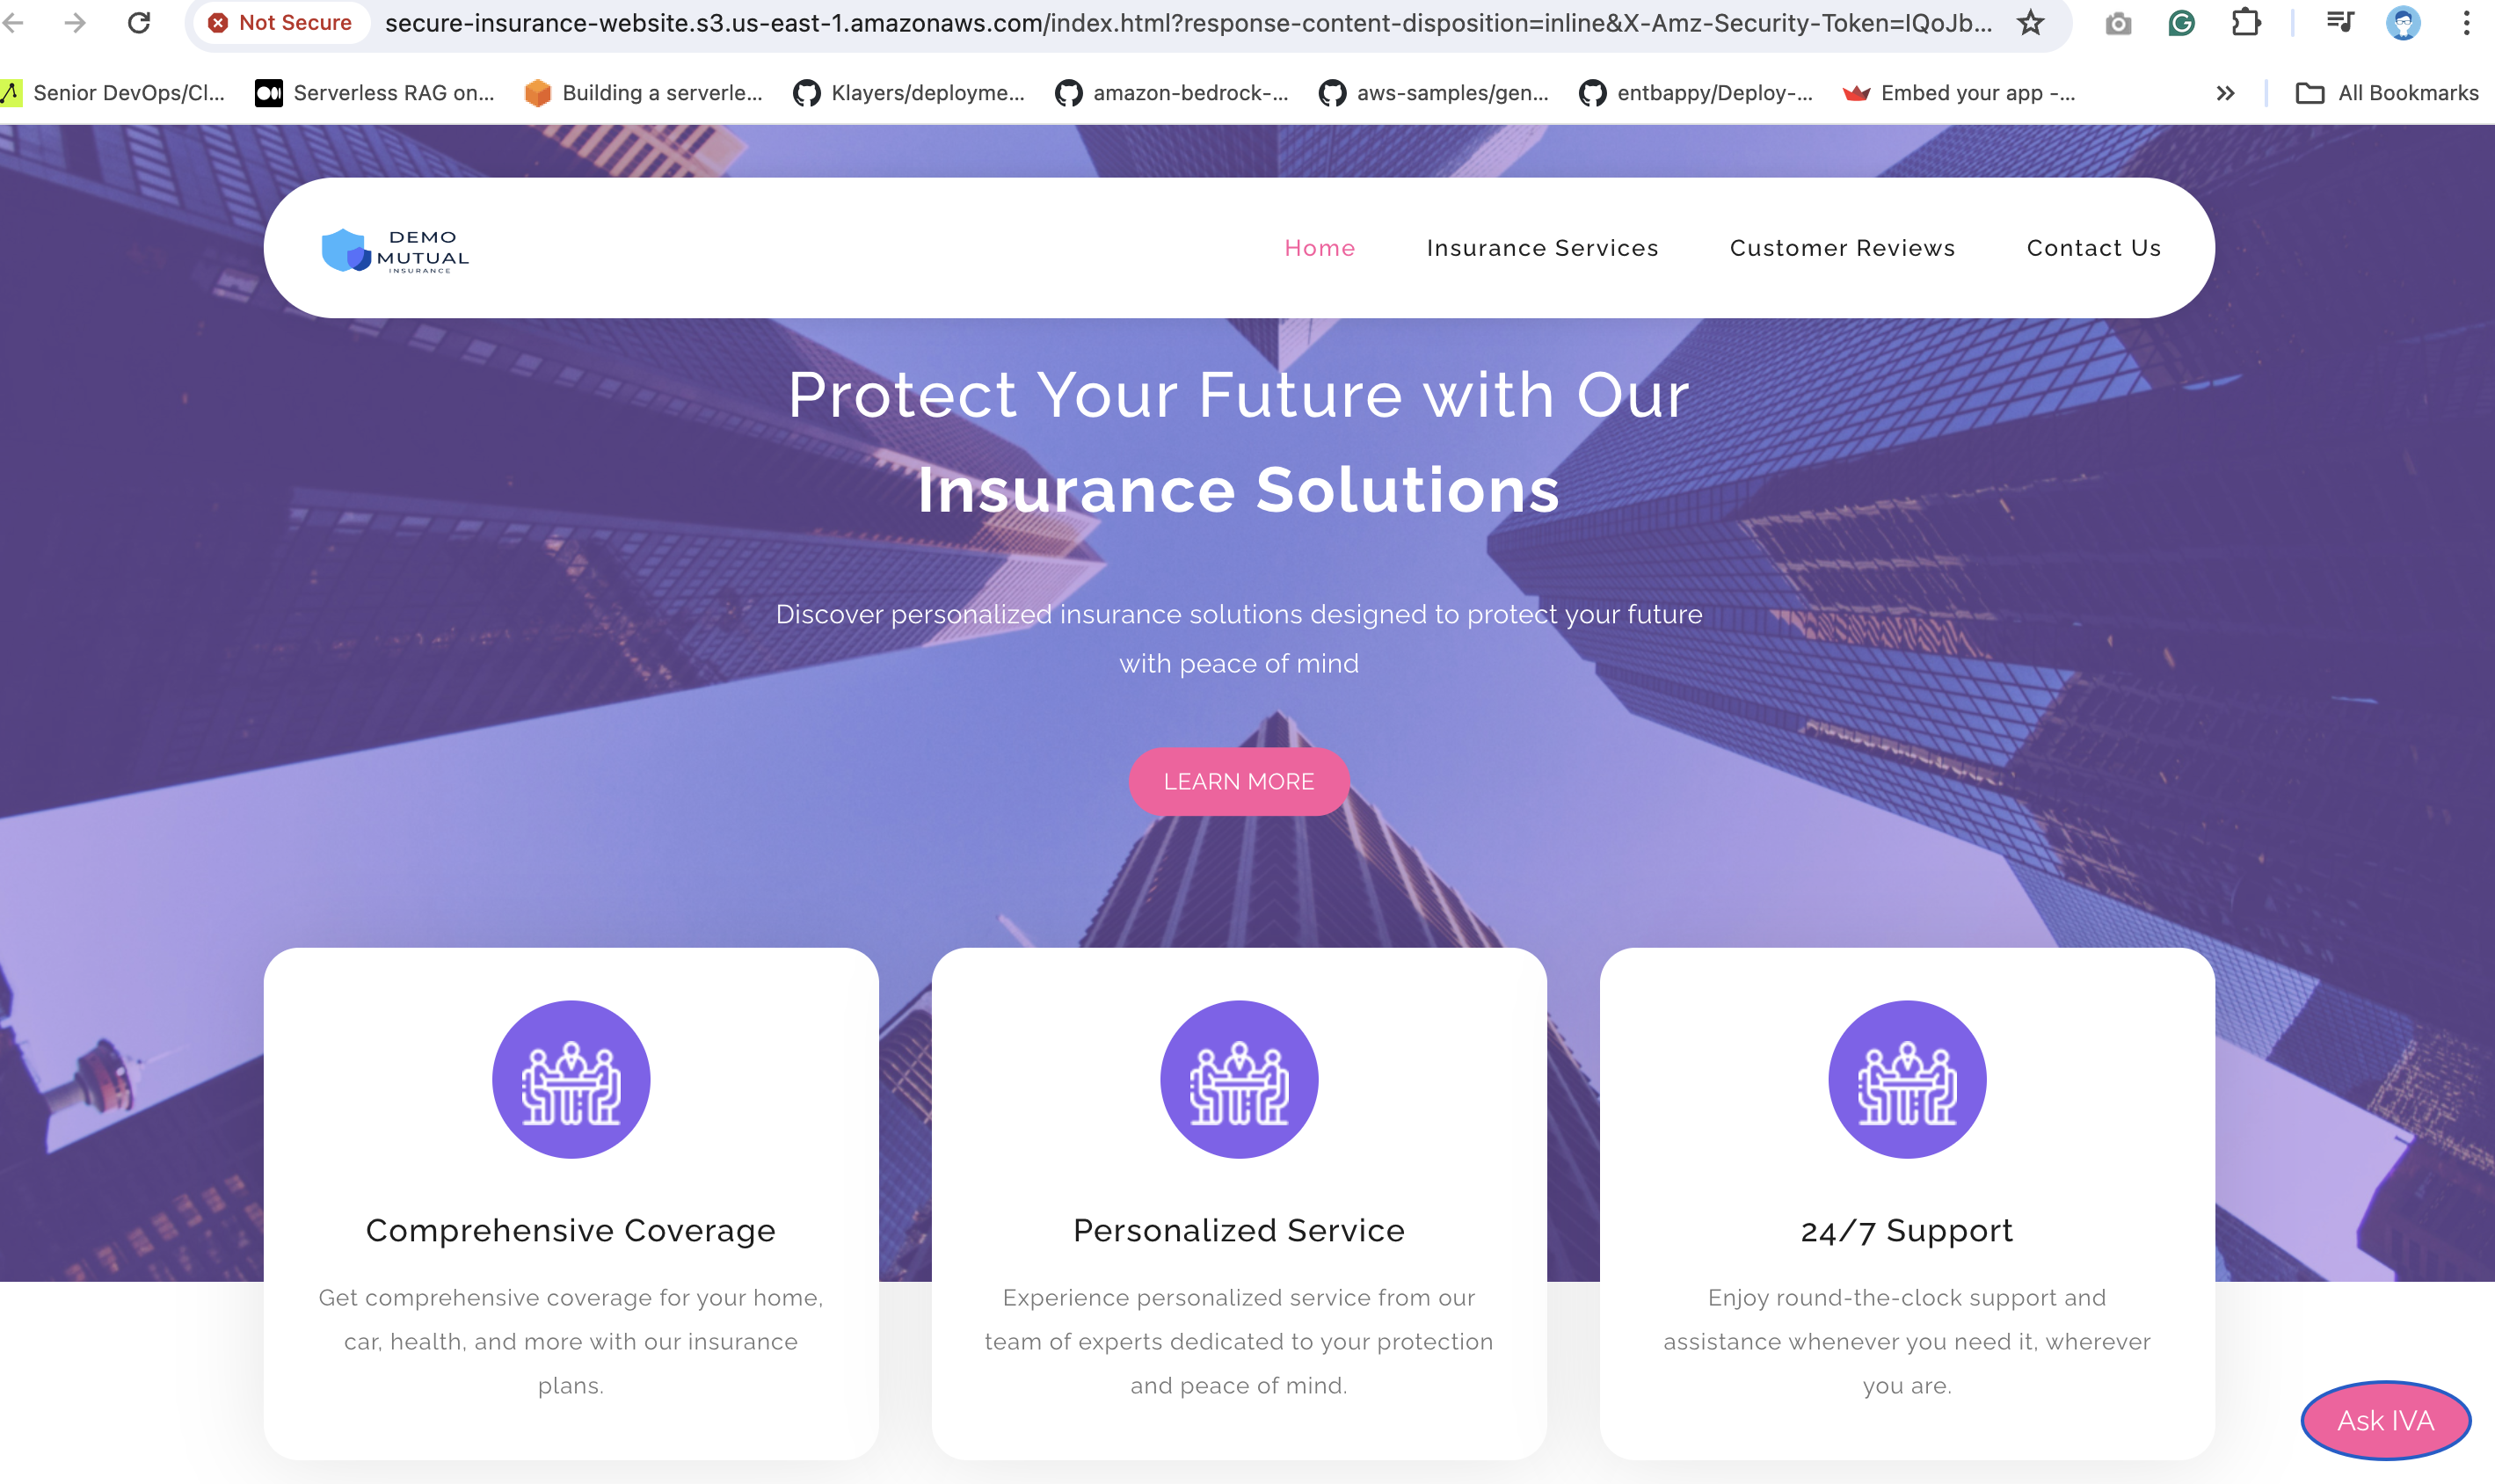 Not Secure
secure-insurance-website.s3.us-east-1.amazonaws.com/index.html?response-content-disposition=inline&X-Amz-Security-Token=IQoJb...
Senior DevOps/Cl...
Serverless RAG on...
Building a serverle...
Klayers/deployme...
amazon-bedrock-...
aws-samples/gen...
entbappy/Deploy-...
Embed your app -...
All Bookmarks
DEMO
MUTUAL
INSURANCE
Home
Insurance Services
Customer Reviews
Contact Us
Protect Your Future with Our
Insurance Solutions
Discover personalized insurance solutions designed to protect your future
with peace of mind
LEARN MORE
Comprehensive Coverage
Get comprehensive coverage for your home,
car, health, and more with our insurance
plans.
Personalized Service
Experience personalized service from our
team of experts dedicated to your protection
and peace of mind.
24/7 Support
Enjoy round-the-clock support and
assistance whenever you need it, wherever
you are.
Ask IVA